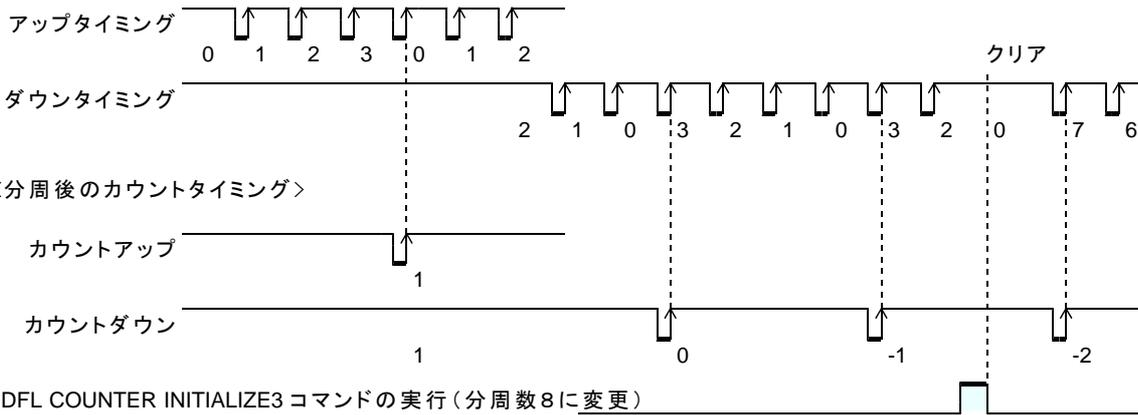 アップタイミング
0 1 2 3 0 1 2
クリア
ダウンタイミング
2 1 0 3 2 1 0 3 2 0 7 6
分周後のカウントタイミング>
カウントアップ
1
カウントダウン
1 0 -1 -2
DFL COUNTER INITIALIZE3 コマンドの実行(分周数8に変更)